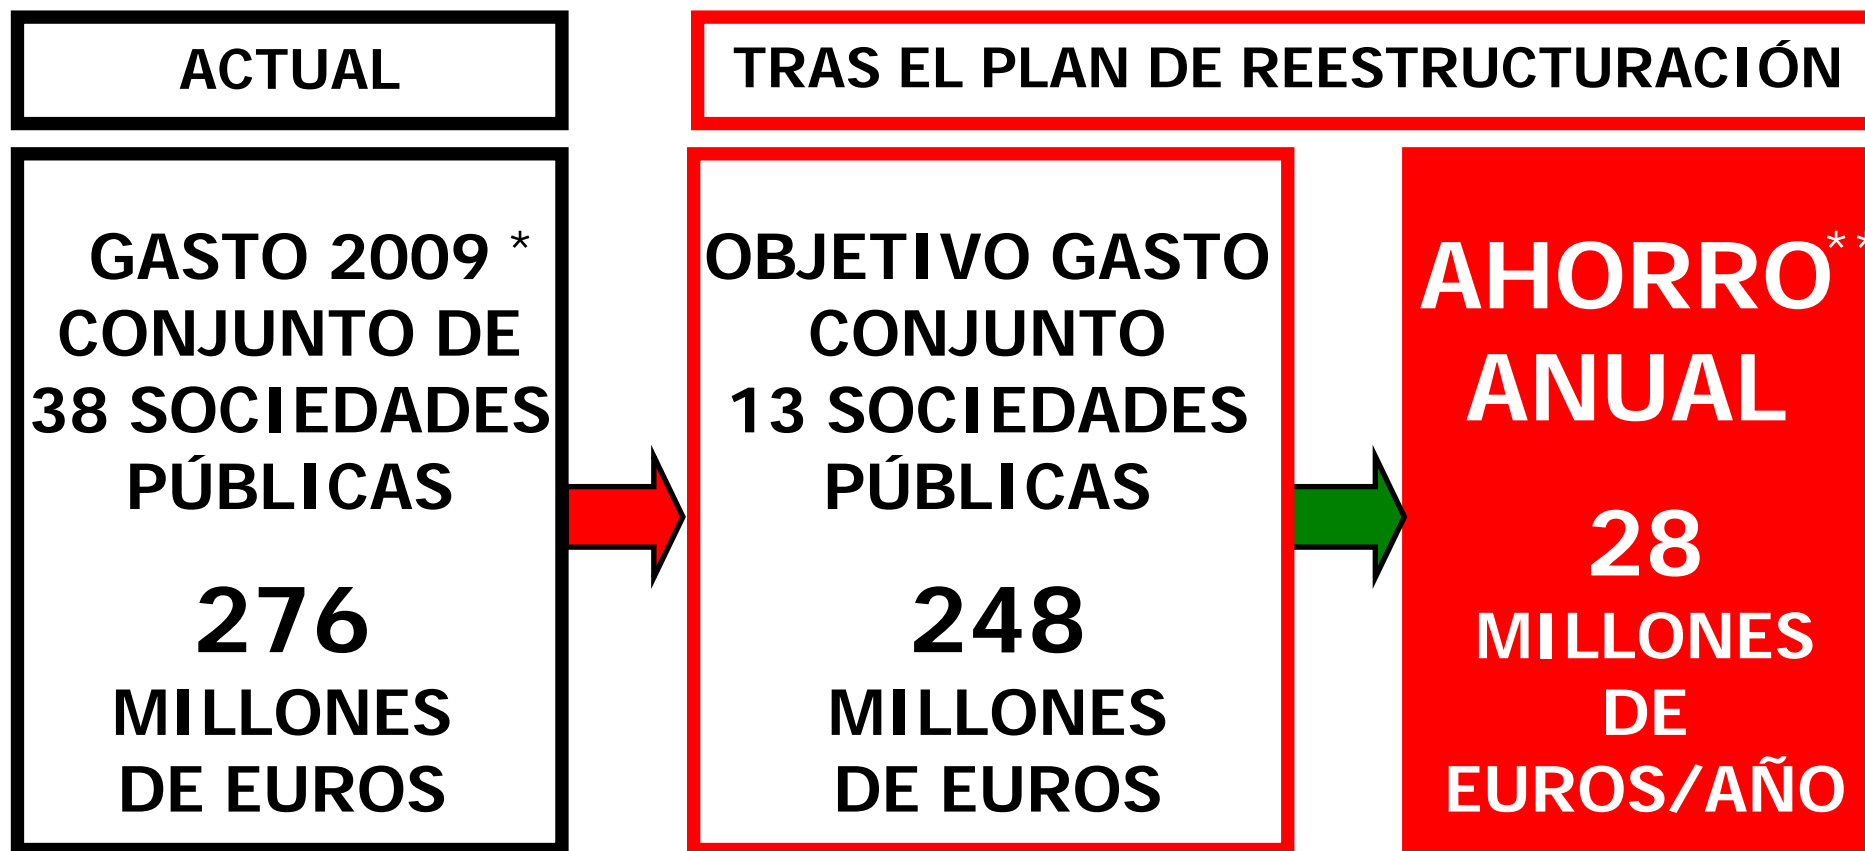 ACTUAL
TRAS EL PLAN DE REESTRUCTURACIÓN
GASTO 2009 *
CONJUNTO DE
38 SOCIEDADES
PÚBLICAS
276
MILLONES
DE EUROS
OBJETIVO GASTO
CONJUNTO
13 SOCIEDADES
PÚBLICAS
248
MILLONES
DE EUROS
AHORRO**
ANUAL
28
MILLONES
DE
EUROS/AÑO